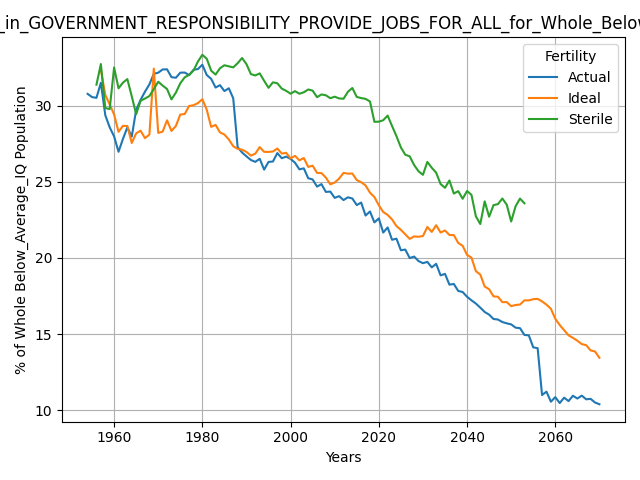 _in_GOVERNMENT_RESPONSIBILITY_PROVIDE_JOBS_FOR_ALL_for_Whole_Below
Fertility
Actual
Ideal
Sterile
% of Whole Below_Average_IQ Population
30
25
20
15
10
1960
1980
2000
2020
2040
2060
Years